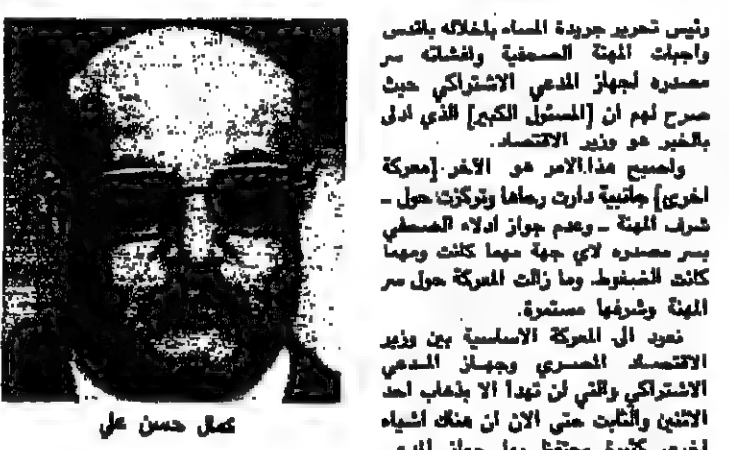 رئيس تحرير جريدة المساء باخلاله باقدس
واجبات المهنة الصحفية وافشائه سر
مصدره لجهاز المدعي الاشتراكي حيث
صرح لهم أن [المسئول الكبير] الذي ادلى
بالخبر هو وزير الاقتصاد.
واصبح هذا الامر هو الآخر [معركة
اخرى] جانبية دارت رحاها وتركزت حول ـ
شرف المهنة ـ وعدم جواز ادلاء الصحفي
بسر مصدره لاي جهة مهما كانت ومهما
كانت الضغوط. وما زالت المعركة حول سر
المهنة وشرفها مستمرة.
نعود الى المعركة الاساسية بين وزير
الاقتصاد المصري وجهاز المدعي
الاشتراكي والتي لن تهدأ الا بذهاب احد
الاثنين والثابت حتى الان ان هناك اشياء
كمال حسن علي